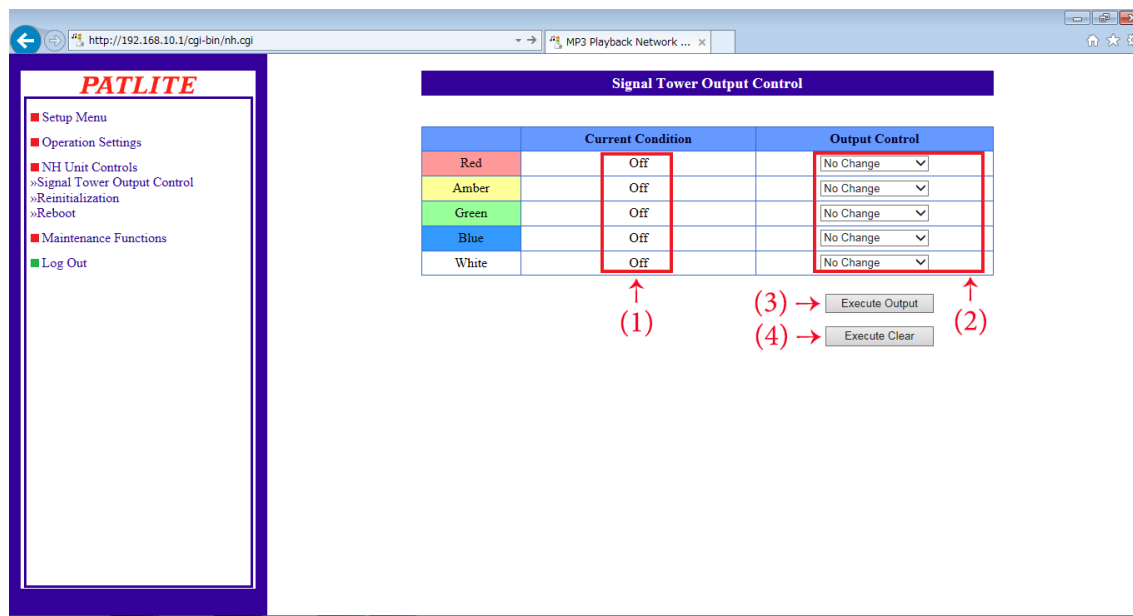 http://192.168.10.1/cgi-bin/nh.cgi
MP3 Playback Network ...
PATLITE
Setup Menu
Operation Settings
NH Unit Controls
»Signal Tower Output Control
»Reinitialization
»Reboot
Maintenance Functions
Log Out
Signal Tower Output Control
Current Condition Output Control
Red Off No Change
Amber Off No Change
Green Off No Change
Blue Off No Change
White Off No Change
(1)
(2)
(3) Execute Output
(4) Execute Clear